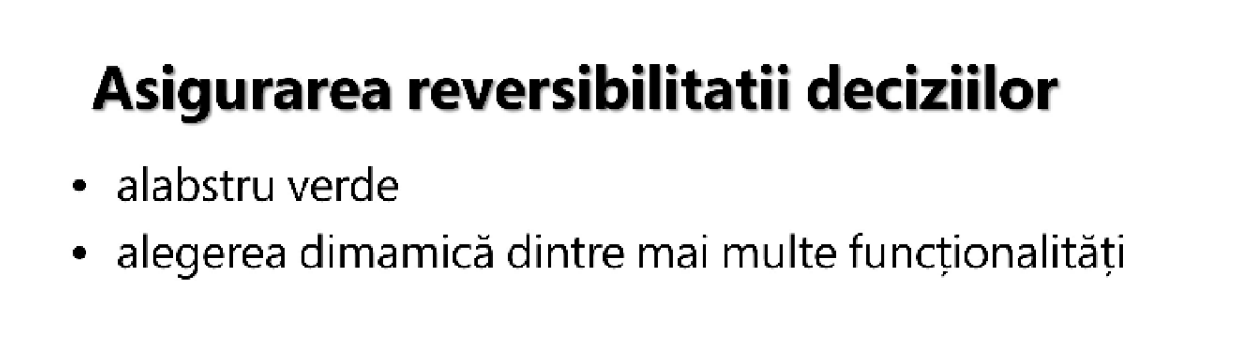 Asigurarea reversibilitatii deciziilor
• alabstru verde
• alegerea dimamică dintre mai multe funcționalități